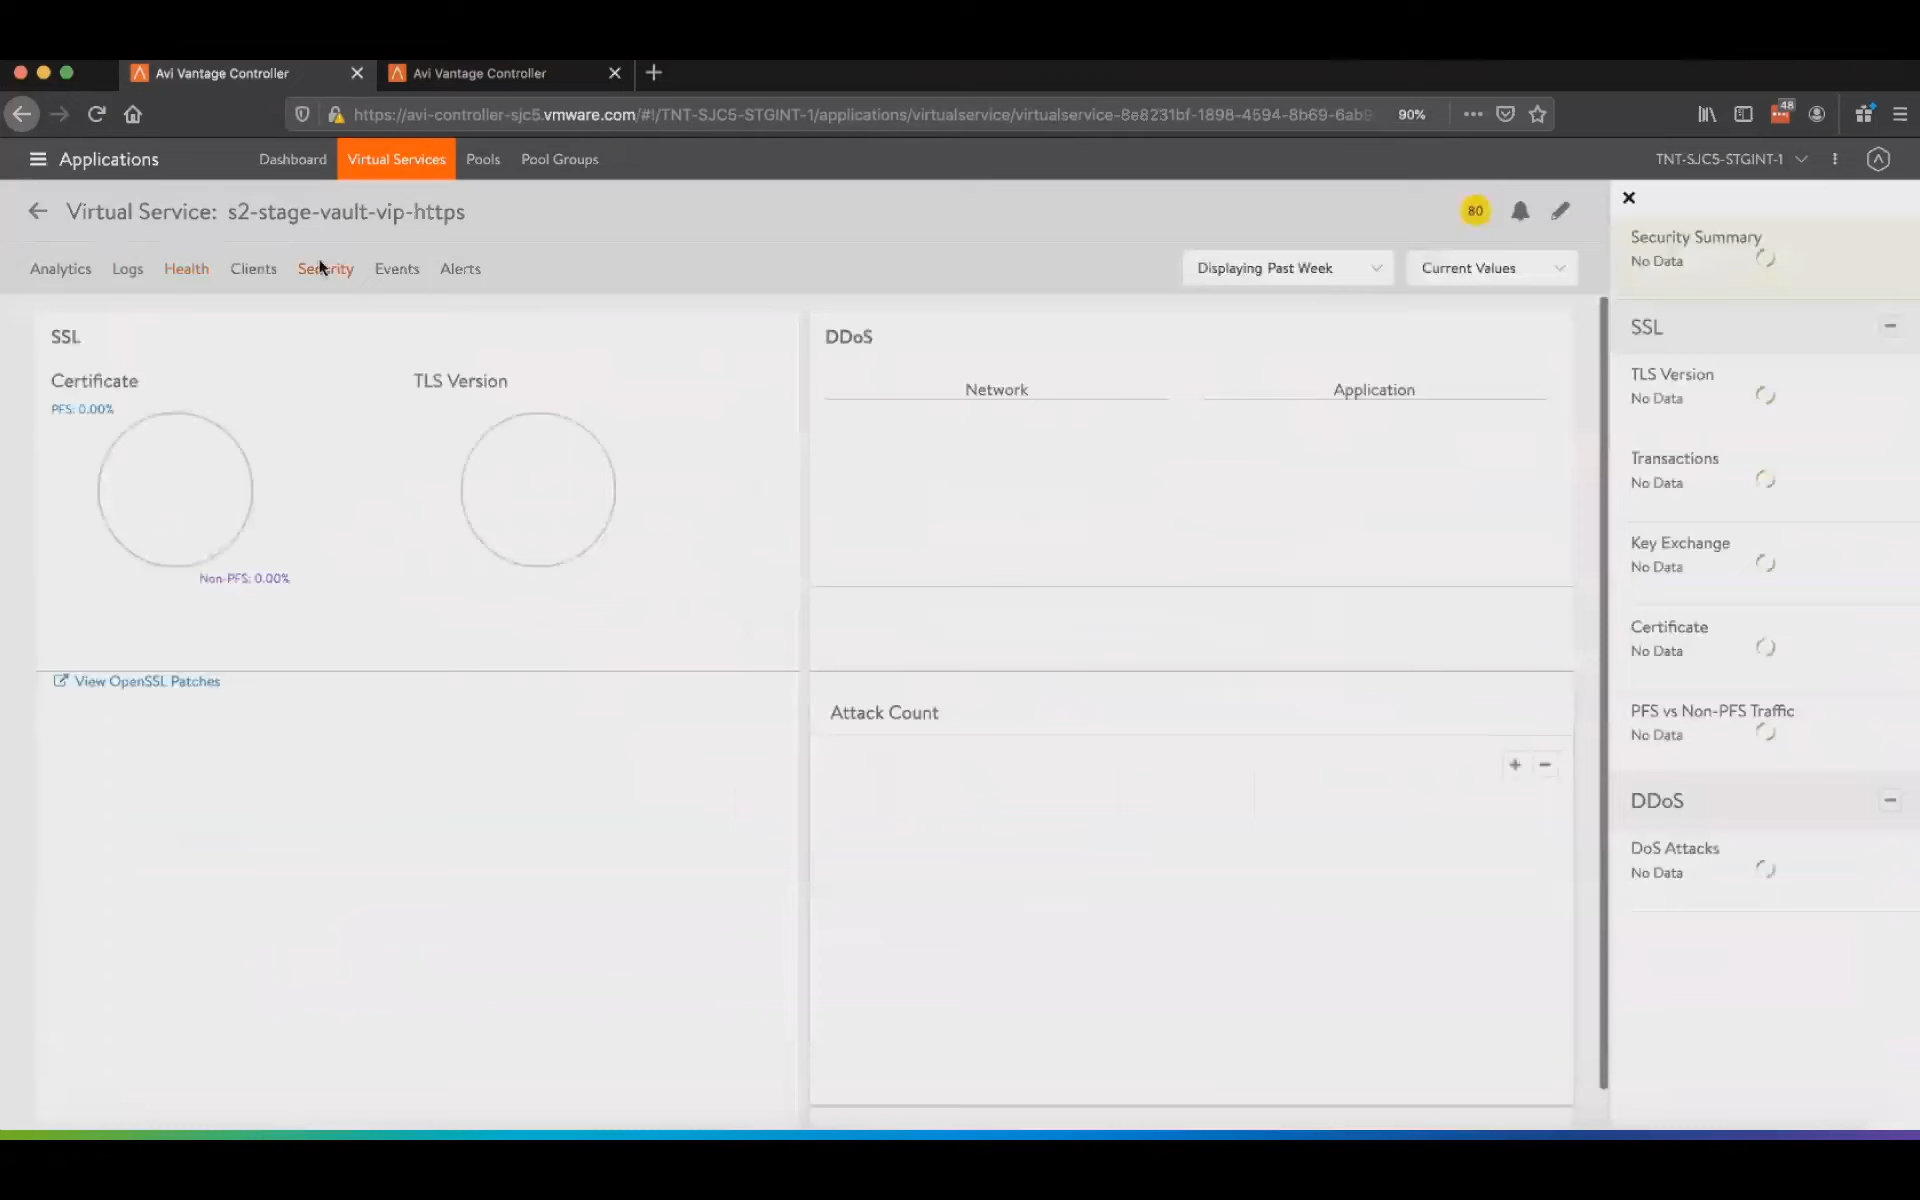 Avi Vantage Controller
Avi Vantage Controller
https://avi-controller-sjc5.vmware.com/#!/TNT-SJC5-STGINT-1/applications/virtualservice/virtualservice-8e8231bf-1898-4594-8b69-6ab9
90%
48
Applications
Dashboard
Virtual Services
Pools
Pool Groups
TNT-SJC5-STGINT-1
Virtual Service: s2-stage-vault-vip-https
80
Analytics
Logs
Health
Clients
Security
Events
Alerts
Displaying Past Week
Current Values
SSL
Certificate
PFS: 0.00%
Non-PFS: 0.00%
TLS Version
View OpenSSL Patches
DDoS
Network
Application
Attack Count
Security Summary
No Data
SSL
TLS Version
No Data
Transactions
No Data
Key Exchange
No Data
Certificate
No Data
PFS vs Non-PFS Traffic
No Data
DDoS
DoS Attacks
No Data